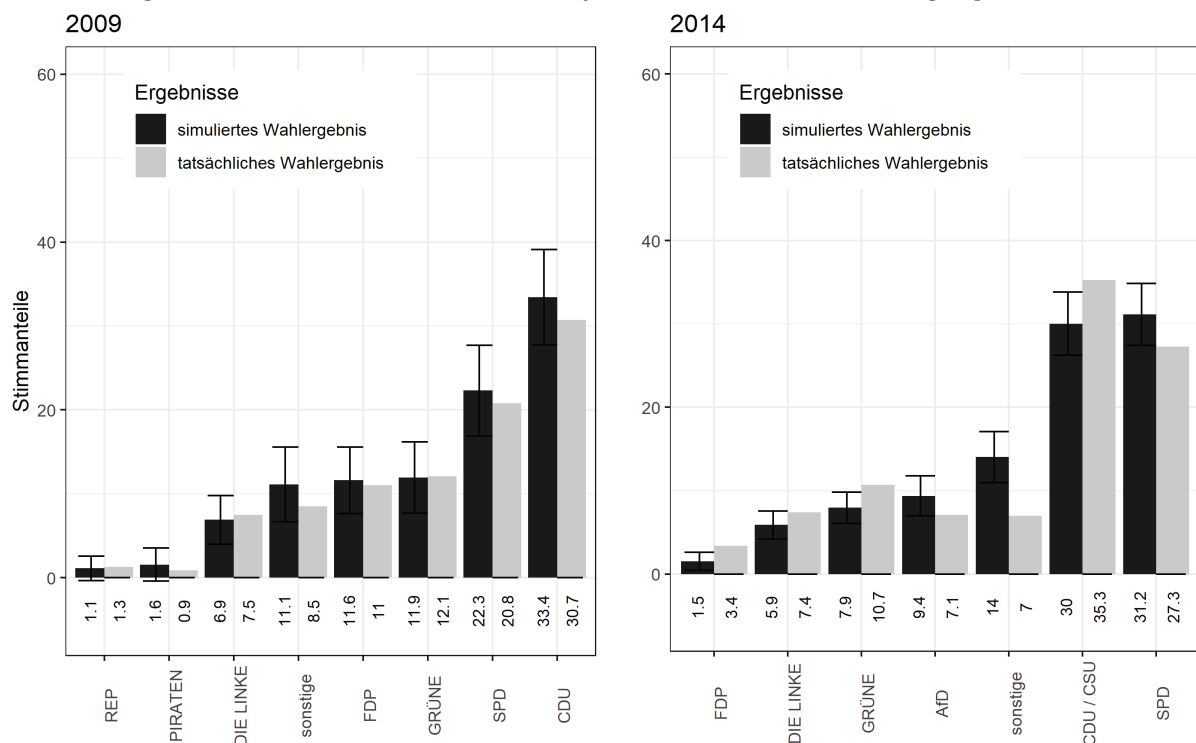 2009
60
40
20
0
Stimmanteile
Ergebnisse
simuliertes Wahlergebnis
tatsächliches Wahlergebnis
1.1 1.3 1.6 0.9 6.9 7.5 11.1 8.5 11.6 11 11.9 12.1 22.3 20.8 33.4 30.7
REP PIRATEN DIE LINKE sonstige FDP GRÜNE SPD CDU
2014
60
40
20
0
Ergebnisse
simuliertes Wahlergebnis
tatsächliches Wahlergebnis
1.5 3.4 5.9 7.4 7.9 10.7 9.4 7.1 14 7 30 35.3 31.2 27.3
FDP DIE LINKE GRÜNE AfD sonstige CDU / CSU SPD